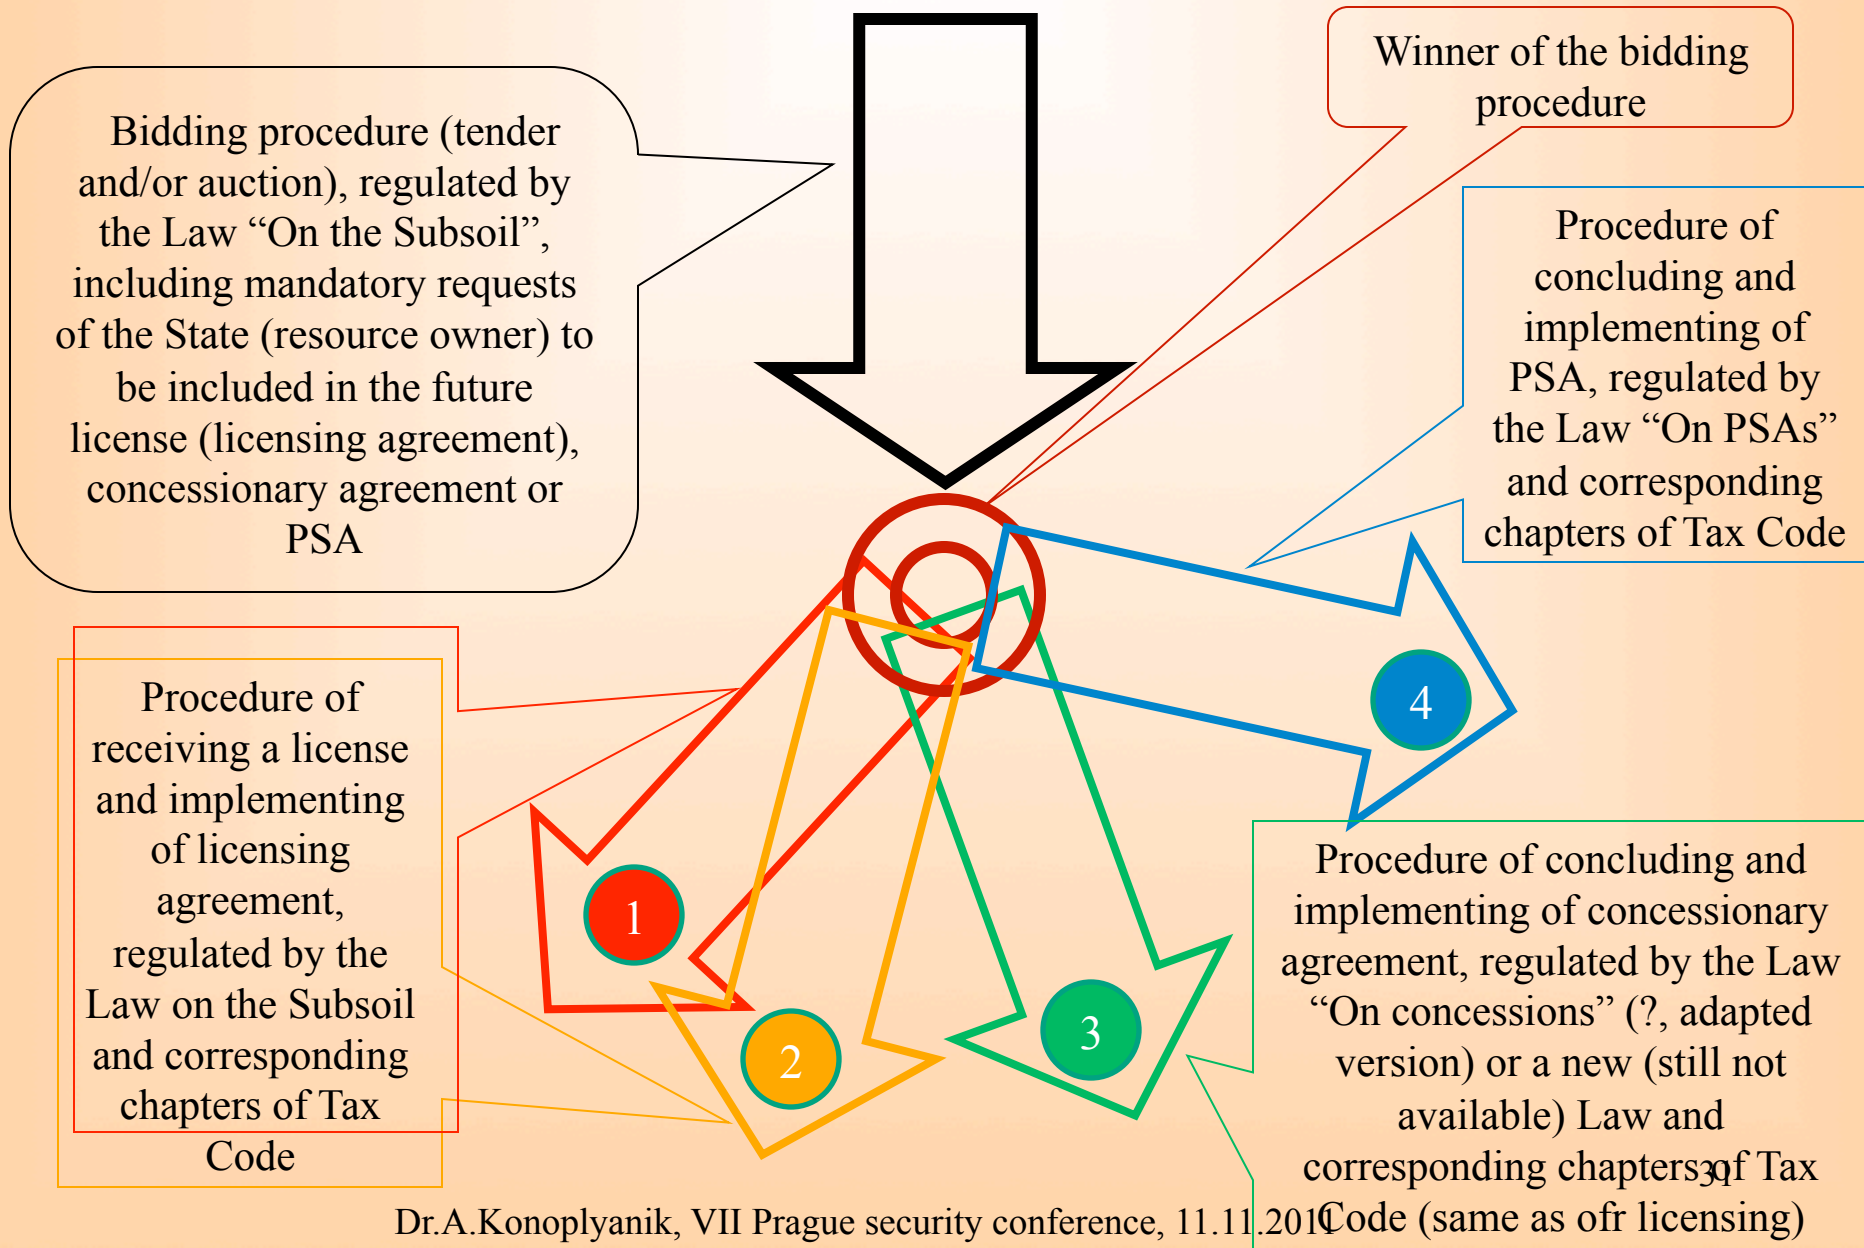 Bidding procedure (tender
and/or auction), regulated by
the Law “On the Subsoil”,
including mandatory requests
of the State (resource owner) to
be included in the future
license (licensing agreement),
concessionary agreement or
PSA
Winner of the bidding
procedure
Procedure of
concluding and
implementing of
PSA, regulated by
the Law “On PSAs”
and corresponding
chapters of Tax Code
Procedure of
receiving a license
and implementing
of licensing
agreement,
regulated by the
Law on the Subsoil
and corresponding
chapters of Tax
Code
1
2
3
4
Procedure of concluding and
implementing of concessionary
agreement, regulated by the Law
“On concessions” (?, adapted
version) or a new (still not
available) Law and
corresponding chapters of Tax
Code (same as ofr licensing)
31
Dr.A.Konoplyanik, VII Prague security conference, 11.11.2011